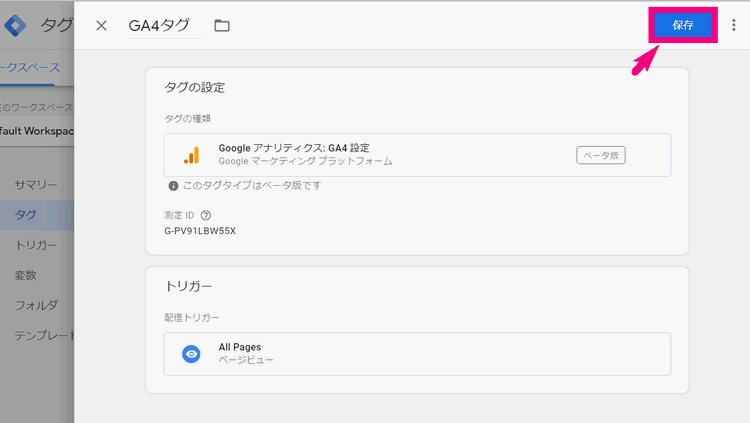 タグ
GA4タグ
保存
ークスペース
在のワークスペース
fault Workspac
サマリー
タグ
トリガー
変数
フォルダ
テンプレート
タグの設定
タグの種類
Google アナリティクス: GA4 設定
Google マーケティング プラットフォーム
ベータ版
このタグタイプはベータ版です
測定 ID
G-PV91LBW55X
トリガー
配信トリガー
All Pages
ページビュー